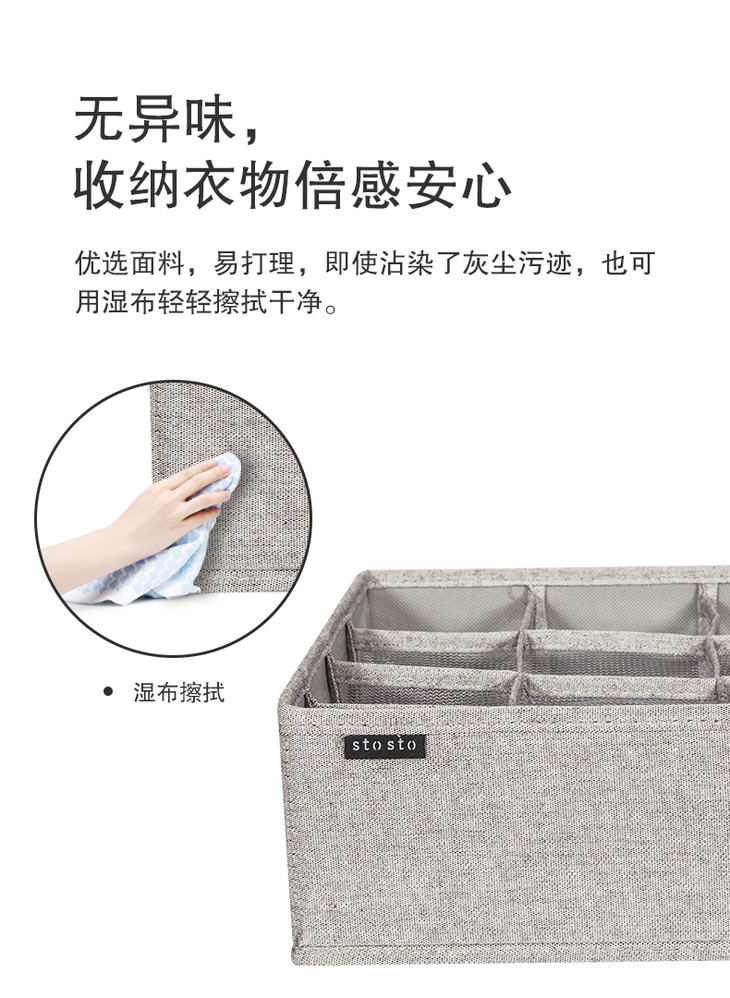 无异味，
收纳衣物倍感安心
优选面料，易打理，即使沾染了灰尘污迹，也可
用湿布轻轻擦拭干净。
• 湿布擦拭
sto sto